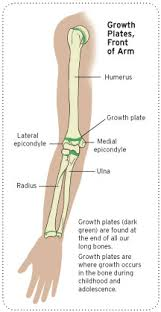 Growth
Plates,
Front
of Arm
Humerus
Growth plate
Lateral
epicondyle
Medial
epicondyle
Ulna
Radius
Growth plates (dark
green) are found at
the end of all our
long bones.
Growth plates are
where growth occurs
in the bone during
childhood and
adolescence.